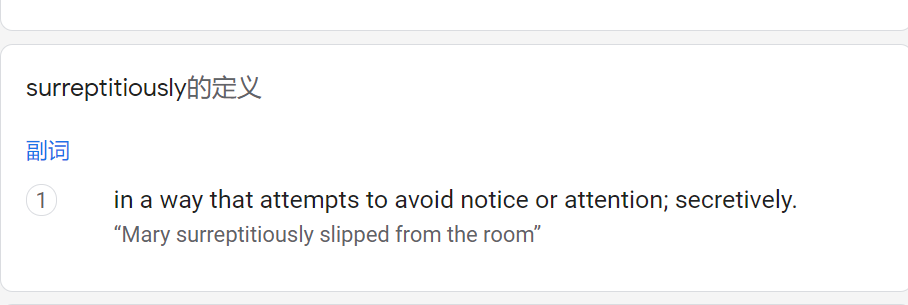 surreptitiously的定义
副词
1
in a way that attempts to avoid notice or attention; secretively.
“Mary surreptitiously slipped from the room”